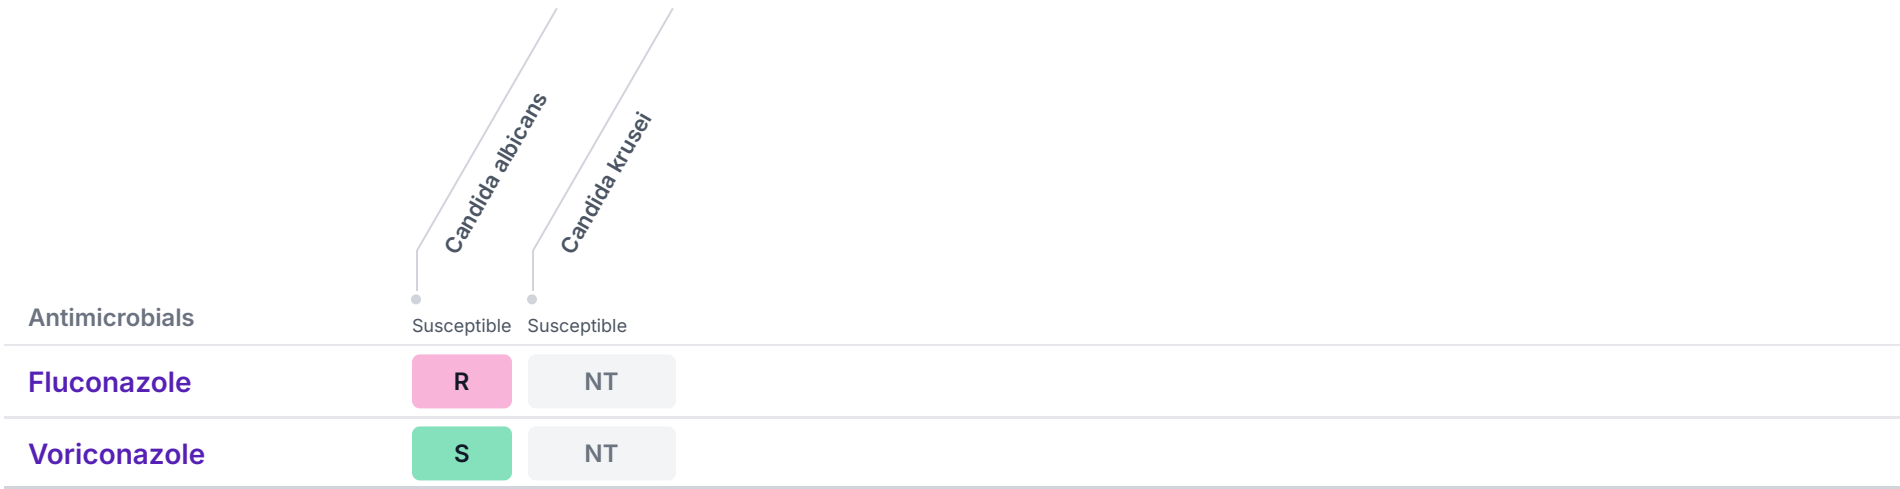 Candida albicans
Candida krusei
Antimicrobials
Susceptible Susceptible
Fluconazole R NT
Voriconazole S NT